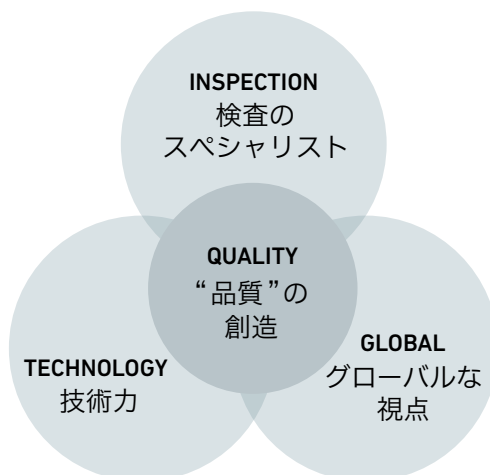 INSPECTION
検査の
スペシャリスト
QUALITY
“品質”の
創造
TECHNOLOGY
技術力
GLOBAL
グローバルな
視点